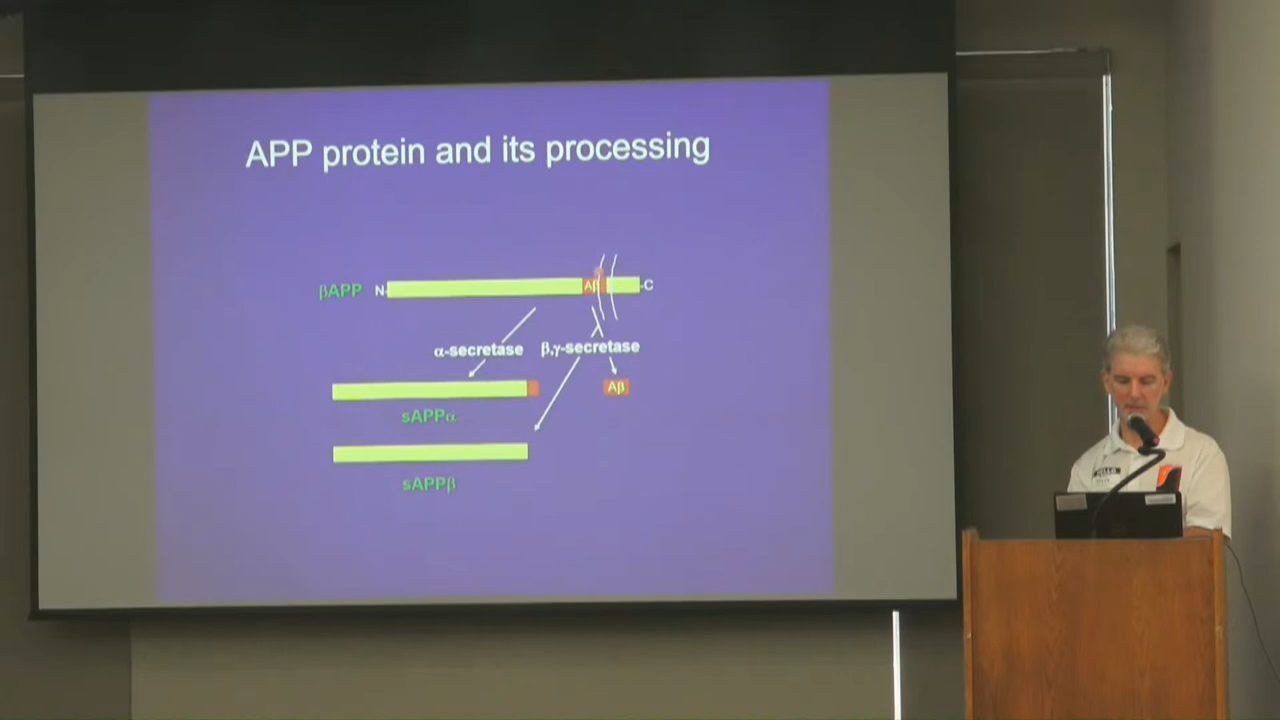 APP protein and its processing
βAPP N- Aβ -C
α-secretase β,γ-secretase
Aβ
sAPPα
sAPPβ